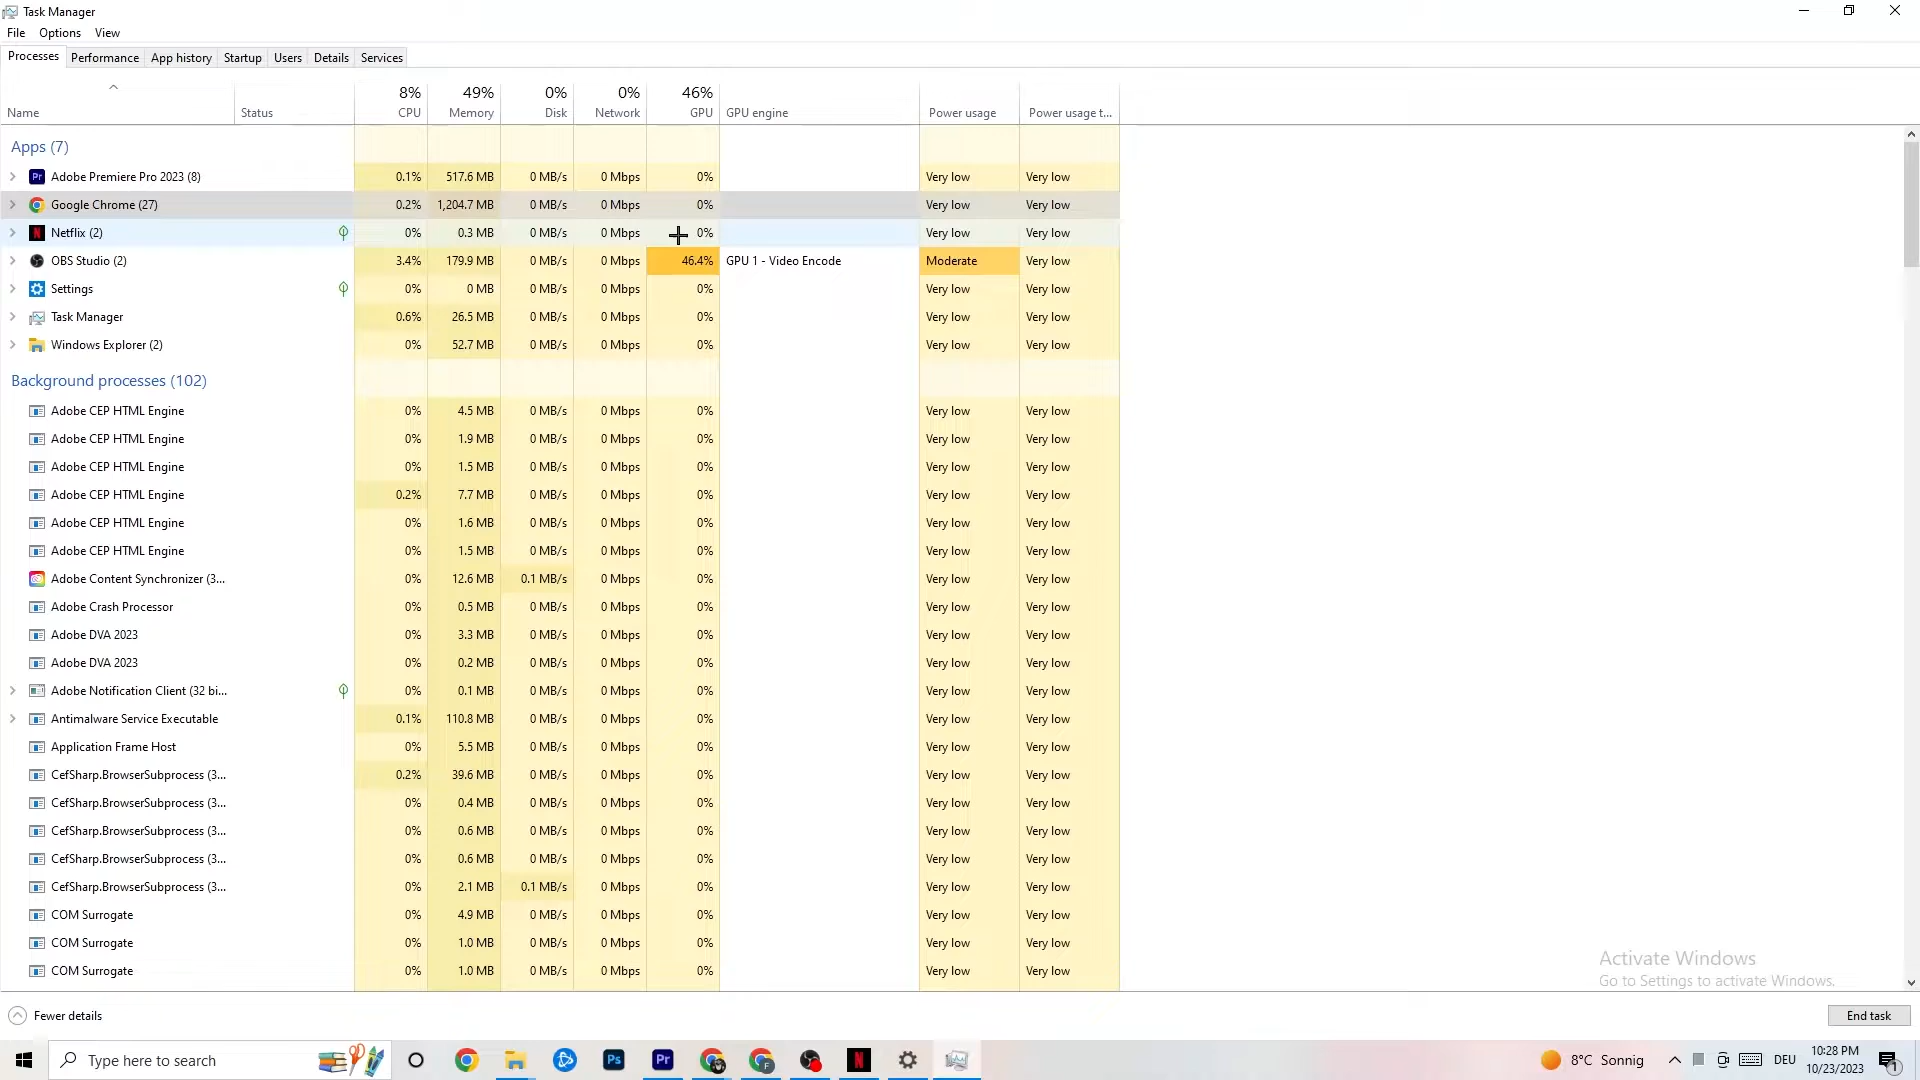 Task Manager
File Options View
Processes Performance App history Startup Users Details Services
8% 49% 0% 0% 46%
Name Status CPU Memory Disk Network GPU GPU engine Power usage Power usage t...
Apps (7)
Pr Adobe Premiere Pro 2023 (8) 0.1% 517.6 MB 0 MB/s 0 Mbps 0% Very low Very low
Google Chrome (27) 0.2% 1,204.7 MB 0 MB/s 0 Mbps 0% Very low Very low
N Netflix (2) 0% 0.3 MB 0 MB/s 0 Mbps 0% Very low Very low
OBS Studio (2) 3.4% 179.9 MB 0 MB/s 0 Mbps 46.4% GPU 1 - Video Encode Moderate Very low
Settings 0% 0 MB 0 MB/s 0 Mbps 0% Very low Very low
Task Manager 0.6% 26.5 MB 0 MB/s 0 Mbps 0% Very low Very low
Windows Explorer (2) 0% 52.7 MB 0 MB/s 0 Mbps 0% Very low Very low
Background processes (102)
Adobe CEP HTML Engine 0% 4.5 MB 0 MB/s 0 Mbps 0% Very low Very low
Adobe CEP HTML Engine 0% 1.9 MB 0 MB/s 0 Mbps 0% Very low Very low
Adobe CEP HTML Engine 0% 1.5 MB 0 MB/s 0 Mbps 0% Very low Very low
Adobe CEP HTML Engine 0.2% 7.7 MB 0 MB/s 0 Mbps 0% Very low Very low
Adobe CEP HTML Engine 0% 1.6 MB 0 MB/s 0 Mbps 0% Very low Very low
Adobe CEP HTML Engine 0% 1.5 MB 0 MB/s 0 Mbps 0% Very low Very low
Adobe Content Synchronizer (3... 0% 12.6 MB 0.1 MB/s 0 Mbps 0% Very low Very low
Adobe Crash Processor 0% 0.5 MB 0 MB/s 0 Mbps 0% Very low Very low
Adobe DVA 2023 0% 3.3 MB 0 MB/s 0 Mbps 0% Very low Very low
Adobe DVA 2023 0% 0.2 MB 0 MB/s 0 Mbps 0% Very low Very low
Adobe Notification Client (32 bi... 0% 0.1 MB 0 MB/s 0 Mbps 0% Very low Very low
Antimalware Service Executable 0.1% 110.8 MB 0 MB/s 0 Mbps 0% Very low Very low
Application Frame Host 0% 5.5 MB 0 MB/s 0 Mbps 0% Very low Very low
CefSharp.BrowserSubprocess (3... 0.2% 39.6 MB 0 MB/s 0 Mbps 0% Very low Very low
CefSharp.BrowserSubprocess (3... 0% 0.4 MB 0 MB/s 0 Mbps 0% Very low Very low
CefSharp.BrowserSubprocess (3... 0% 0.6 MB 0 MB/s 0 Mbps 0% Very low Very low
CefSharp.BrowserSubprocess (3... 0% 0.6 MB 0 MB/s 0 Mbps 0% Very low Very low
CefSharp.BrowserSubprocess (3... 0% 2.1 MB 0.1 MB/s 0 Mbps 0% Very low Very low
COM Surrogate 0% 4.9 MB 0 MB/s 0 Mbps 0% Very low Very low
COM Surrogate 0% 1.0 MB 0 MB/s 0 Mbps 0% Very low Very low
COM Surrogate 0% 1.0 MB 0 MB/s 0 Mbps 0% Very low Very low
Activate Windows
Go to Settings to activate Windows.
Fewer details End task
Type here to search Ps Pr F N 8°C Sonnig DEU 10:28 PM
10/23/2023 1